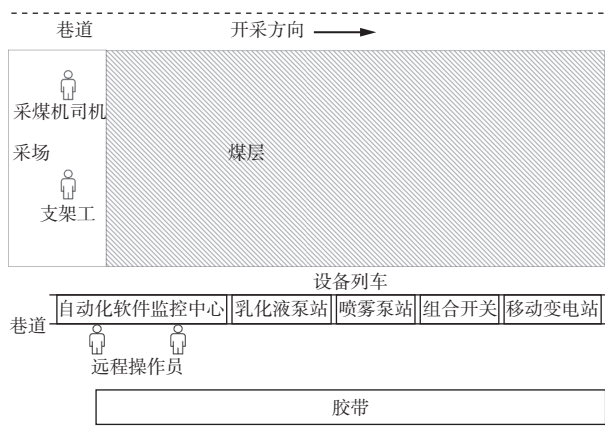 巷道
开采方向
采煤机司机
采场
煤层
支架工
设备列车
自动化软件监控中心
乳化液泵站
喷雾泵站
组合开关
移动变电站
巷道
远程操作员
胶带